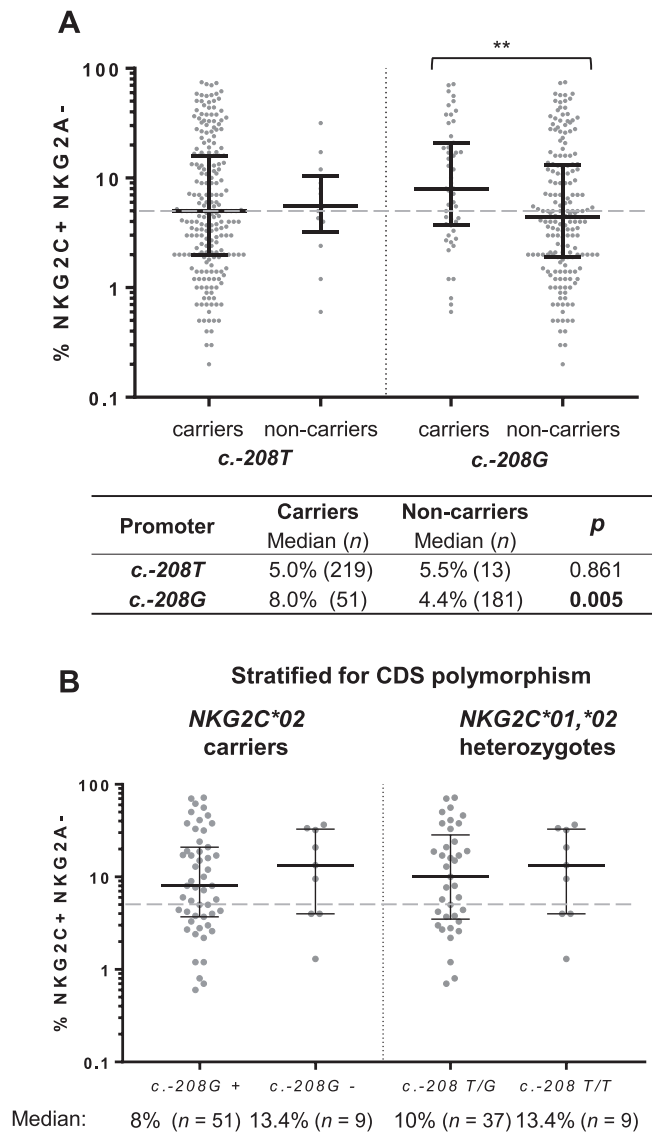 A
**
% NKG2C+ NKG2A-
100
10
1
0.1
carriers non-carriers carriers non-carriers
c.-208T c.-208G
Promoter Carriers Non-carriers p
Median (n) Median (n)
c.-208T 5.0% (219) 5.5% (13) 0.861
c.-208G 8.0% (51) 4.4% (181) 0.005
B
Stratified for CDS polymorphism
NKG2C*02 NKG2C*01,*02
carriers heterozygotes
% NKG2C+ NKG2A-
100
10
1
0.1
c.-208G + c.-208G - c.-208 T/G c.-208 T/T
Median: 8% (n = 51) 13.4% (n = 9) 10% (n = 37) 13.4% (n = 9)